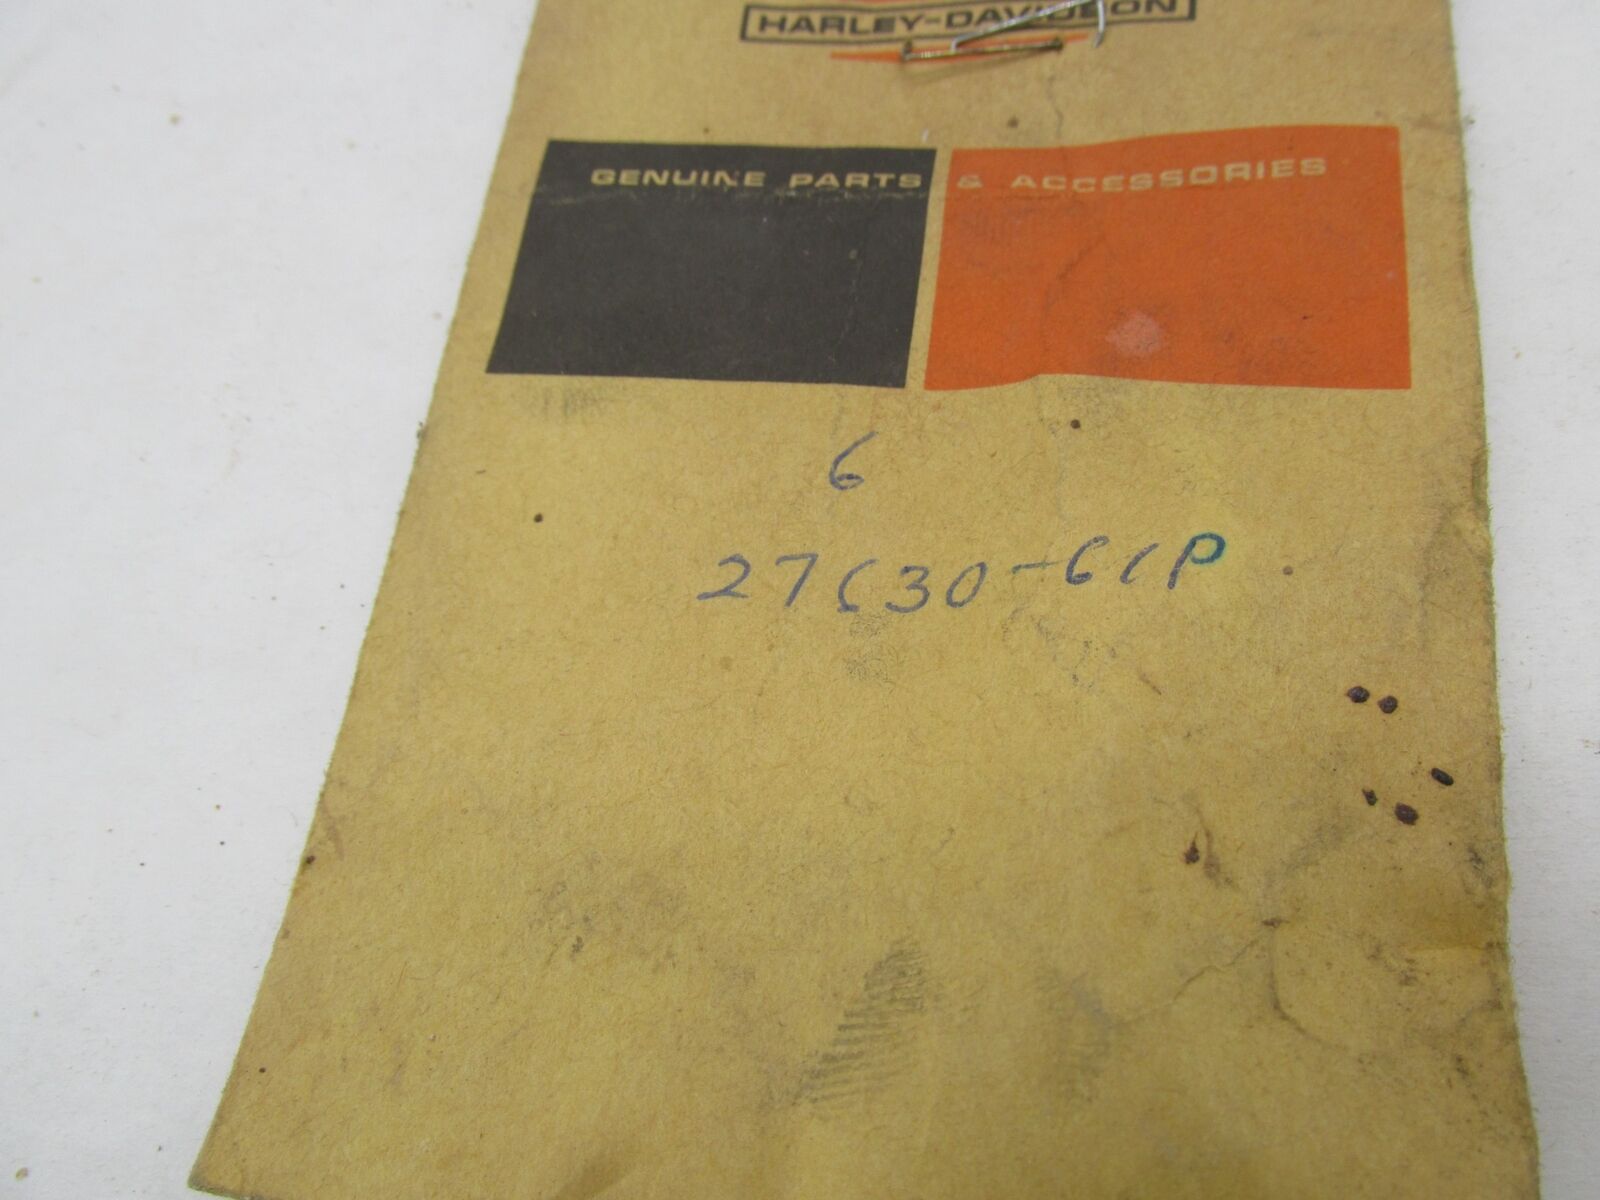 HARLEY-DAVIDSON
GENUINE PARTS & ACCESSORIES
6
27630-61P